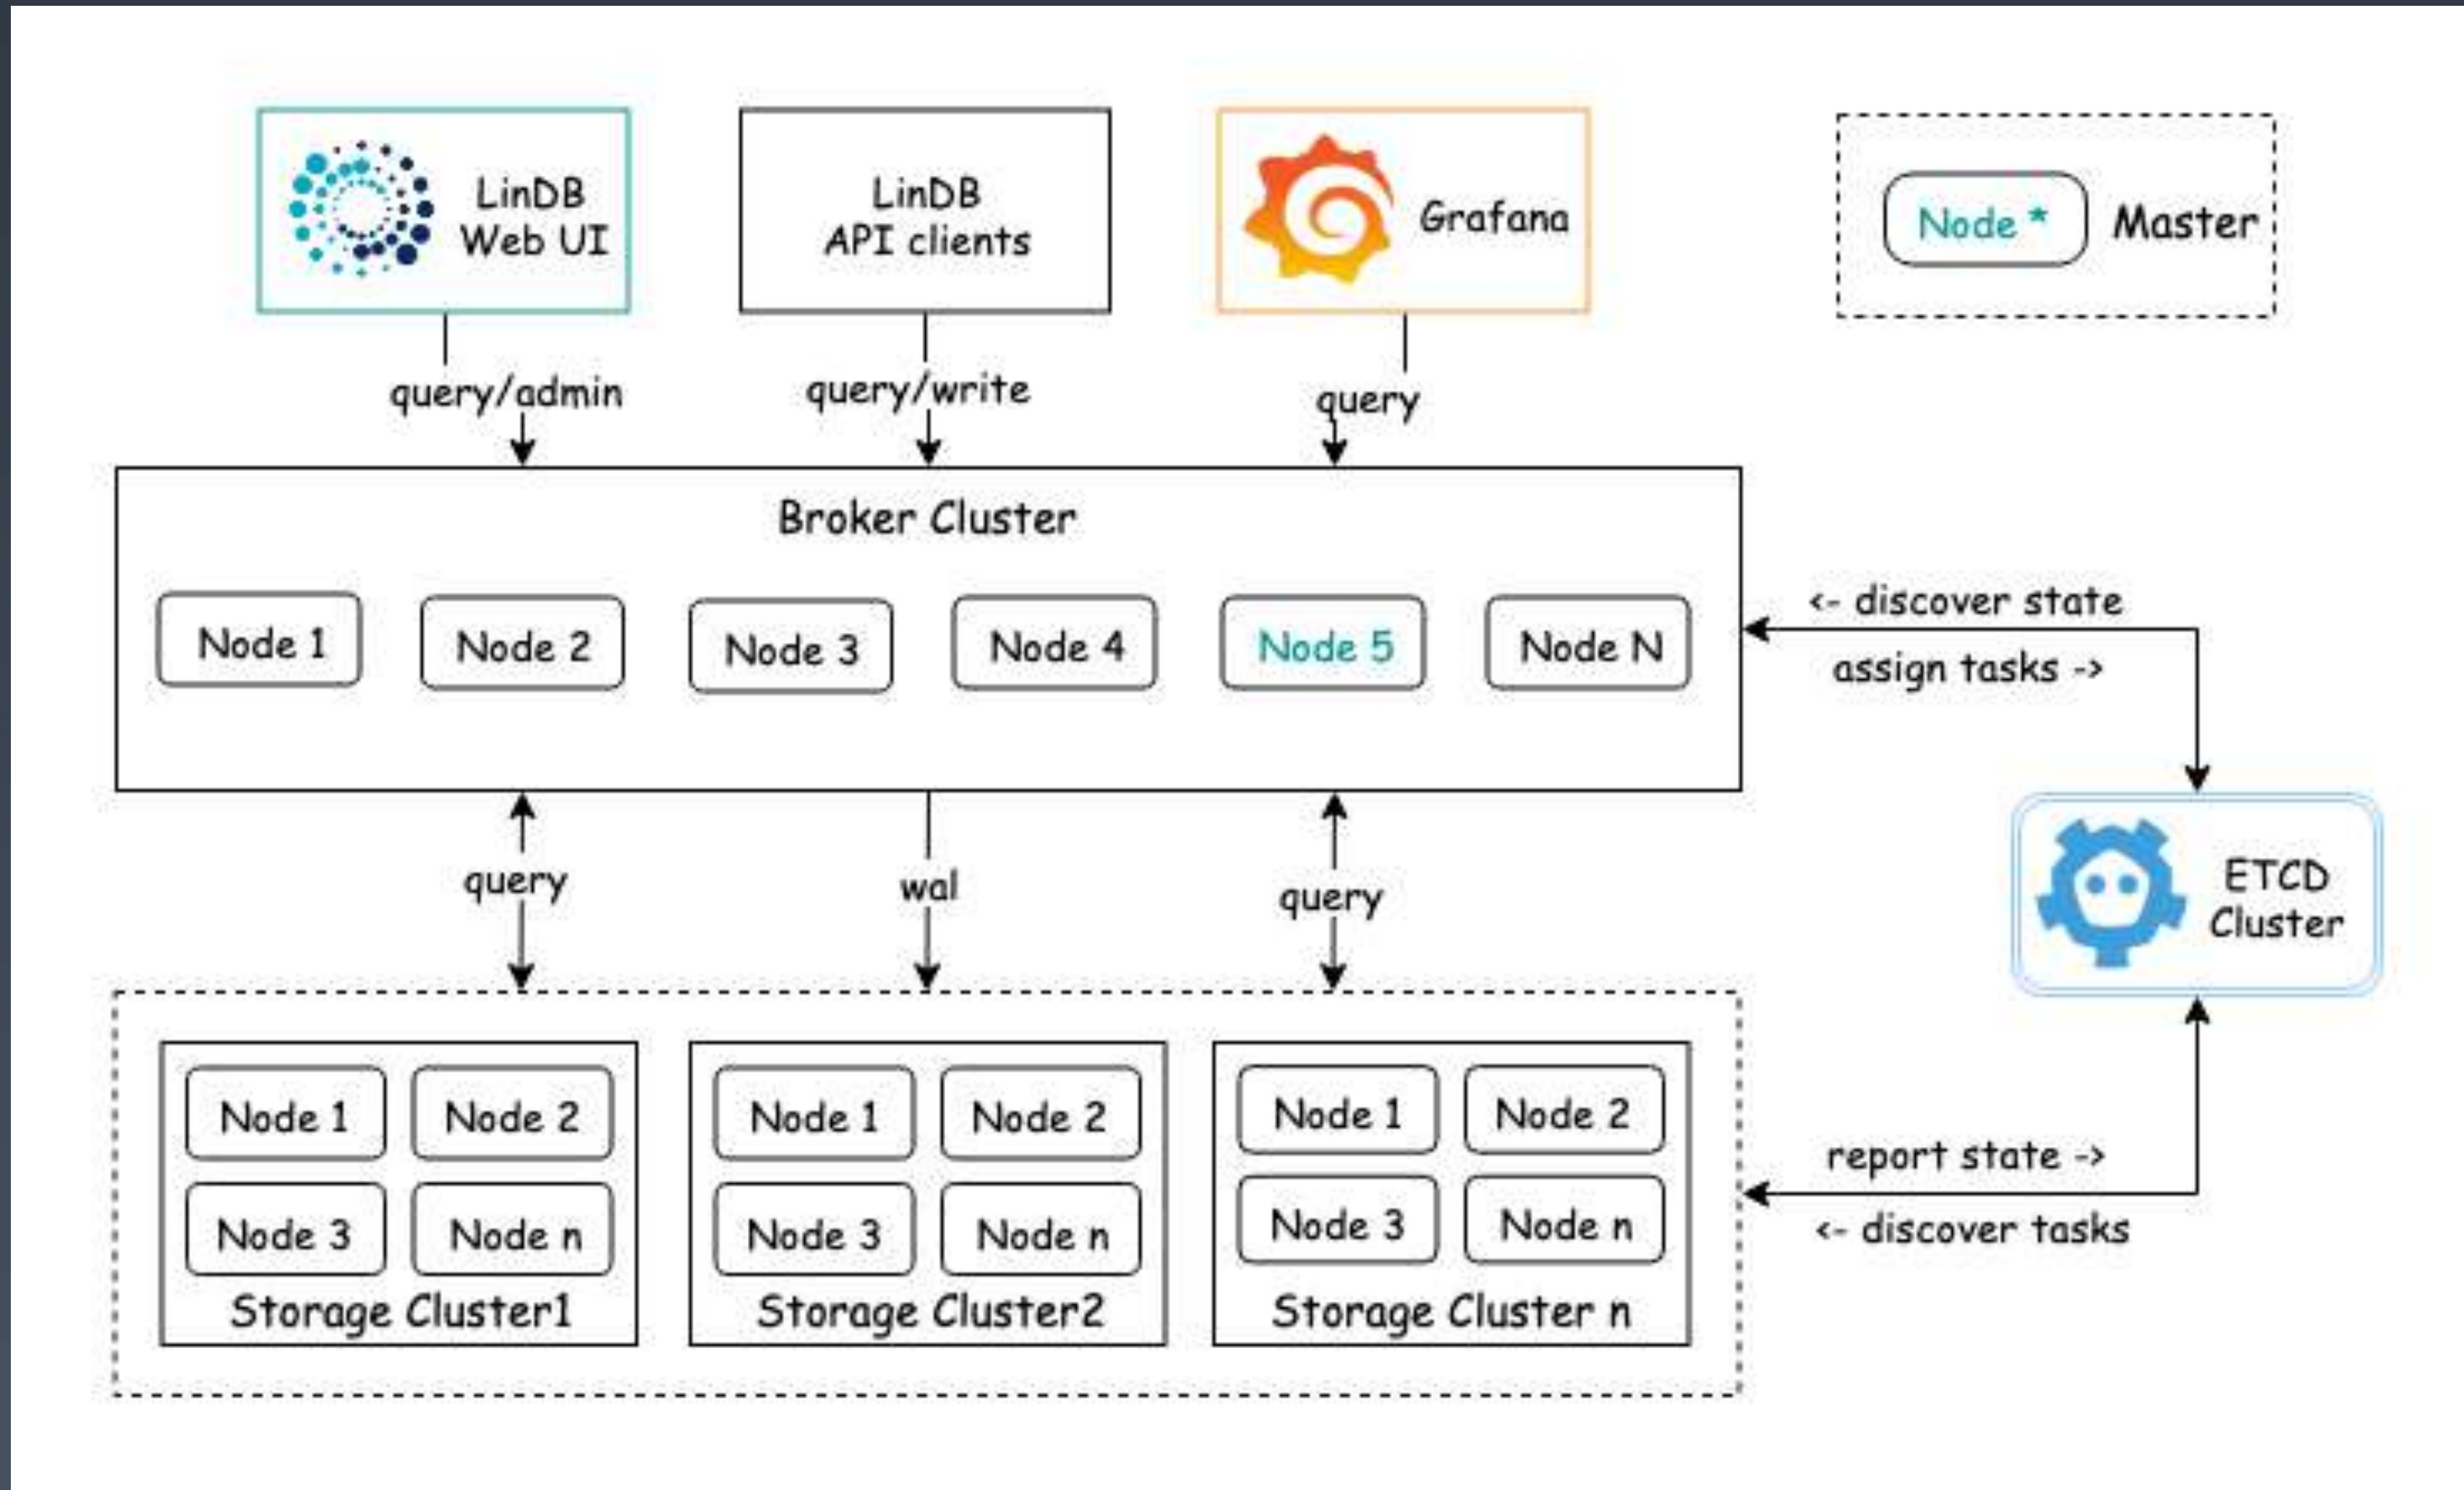 LinDB
Web UI
LinDB
API clients
Grafana
Node *
Master
query/admin
query/write
query
Broker Cluster
Node 1
Node 2
Node 3
Node 4
Node 5
Node N
<- discover state
assign tasks ->
query
wal
query
ETCD
Cluster
Node 1
Node 2
Node 3
Node n
Storage Cluster1
Node 1
Node 2
Node 3
Node n
Storage Cluster2
Node 1
Node 2
Node 3
Node n
Storage Cluster n
report state ->
<- discover tasks